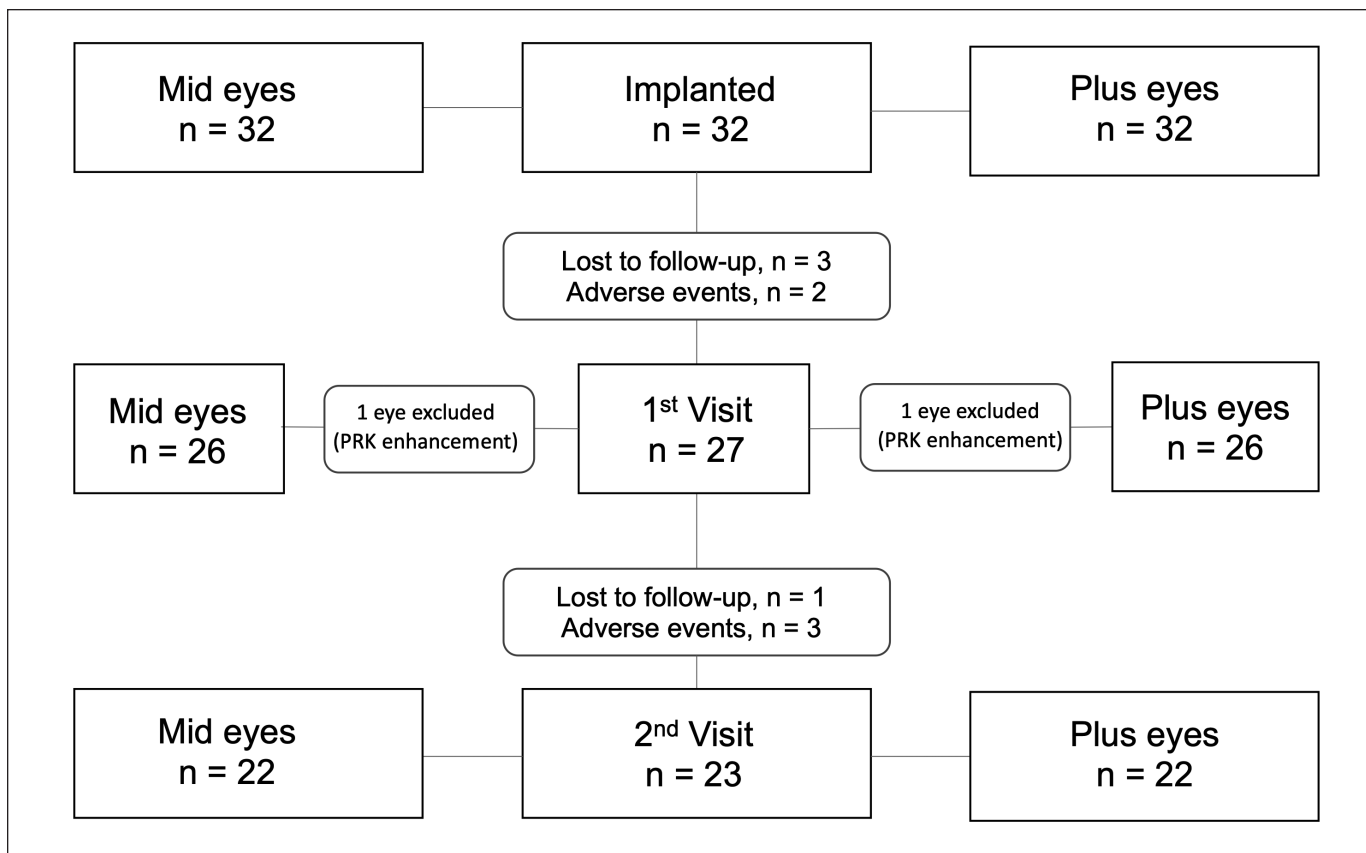 Mid eyes
n = 32
Implanted
n = 32
Plus eyes
n = 32
Lost to follow-up, n = 3
Adverse events, n = 2
Mid eyes
n = 26
1 eye excluded
(PRK enhancement)
1st Visit
n = 27
1 eye excluded
(PRK enhancement)
Plus eyes
n = 26
Lost to follow-up, n = 1
Adverse events, n = 3
Mid eyes
n = 22
2nd Visit
n = 23
Plus eyes
n = 22